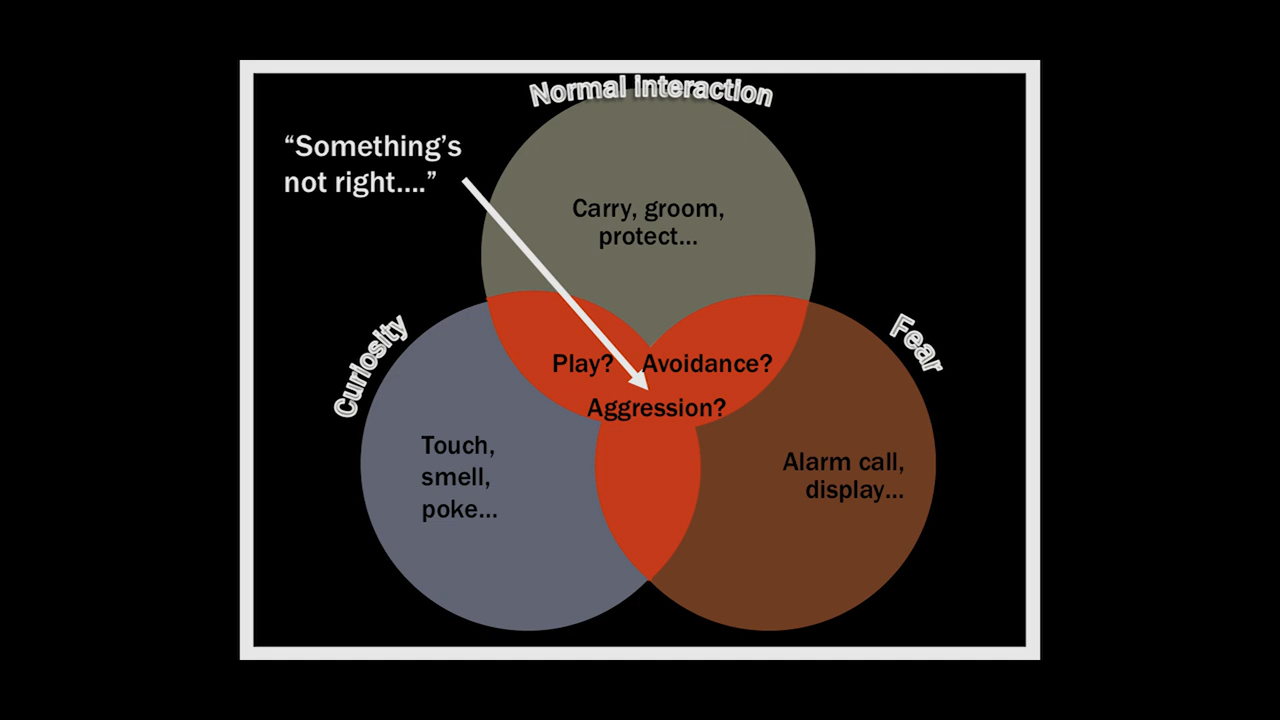 Normal interaction
“Something’s
not right....”
Carry, groom,
protect...
Curiosity
Fear
Play? Avoidance?
Aggression?
Touch,
smell,
poke...
Alarm call,
display...